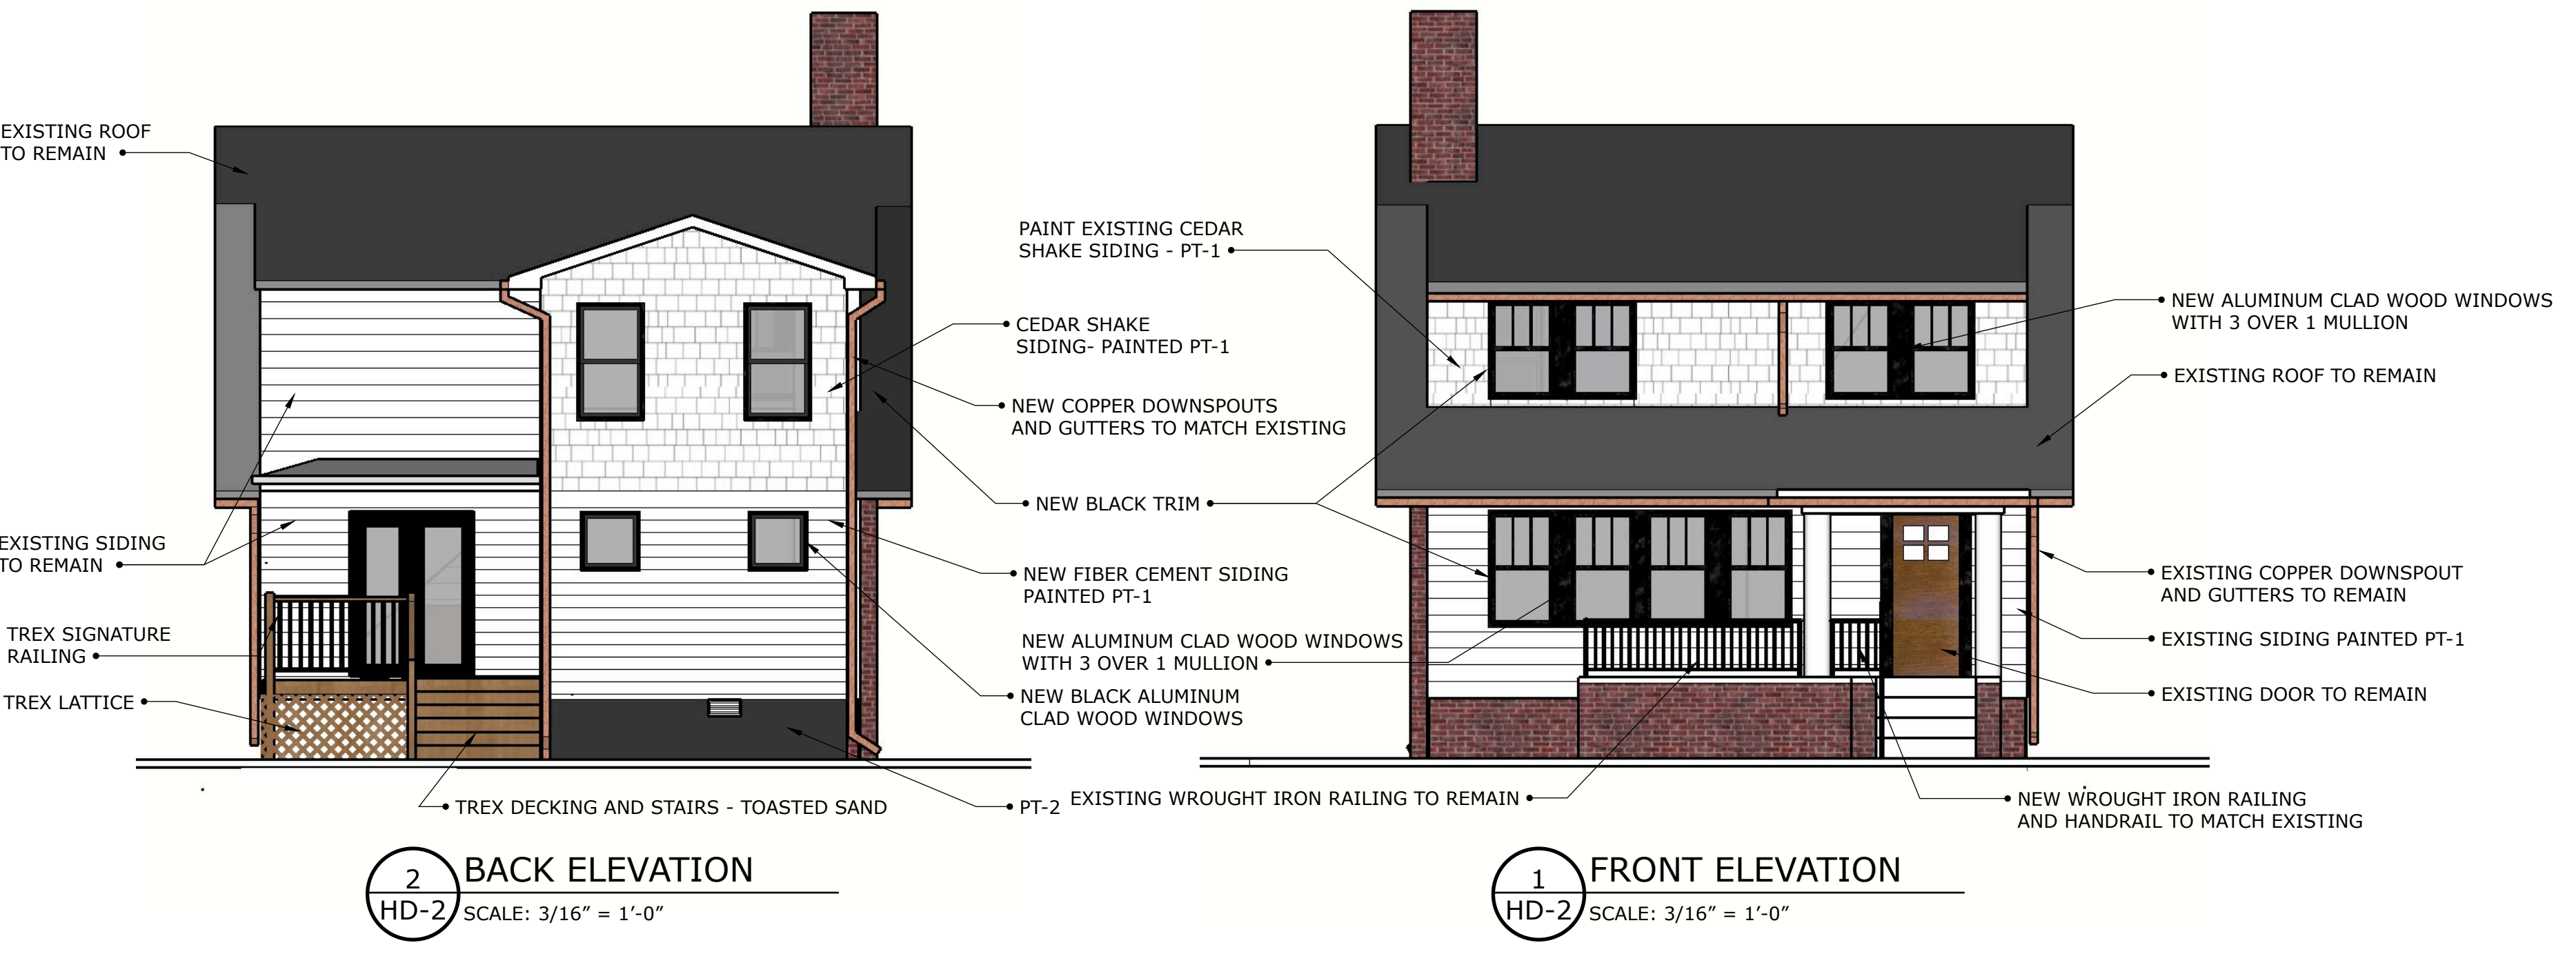 EXISTING ROOF
TO REMAIN
EXISTING SIDING
TO REMAIN
TREX SIGNATURE
RAILING
TREX LATTICE
TREX DECKING AND STAIRS - TOASTED SAND
PAINT EXISTING CEDAR
SHAKE SIDING - PT-1
CEDAR SHAKE
SIDING- PAINTED PT-1
NEW COPPER DOWNSPOUTS
AND GUTTERS TO MATCH EXISTING
NEW BLACK TRIM
NEW FIBER CEMENT SIDING
PAINTED PT-1
NEW ALUMINUM CLAD WOOD WINDOWS
WITH 3 OVER 1 MULLION
NEW BLACK ALUMINUM
CLAD WOOD WINDOWS
PT-2
EXISTING WROUGHT IRON RAILING TO REMAIN
NEW ALUMINUM CLAD WOOD WINDOWS
WITH 3 OVER 1 MULLION
EXISTING ROOF TO REMAIN
EXISTING COPPER DOWNSPOUT
AND GUTTERS TO REMAIN
EXISTING SIDING PAINTED PT-1
EXISTING DOOR TO REMAIN
NEW WROUGHT IRON RAILING
AND HANDRAIL TO MATCH EXISTING
2
HD-2
BACK ELEVATION
SCALE: 3/16” = 1’-0”
1
HD-2
FRONT ELEVATION
SCALE: 3/16” = 1’-0”